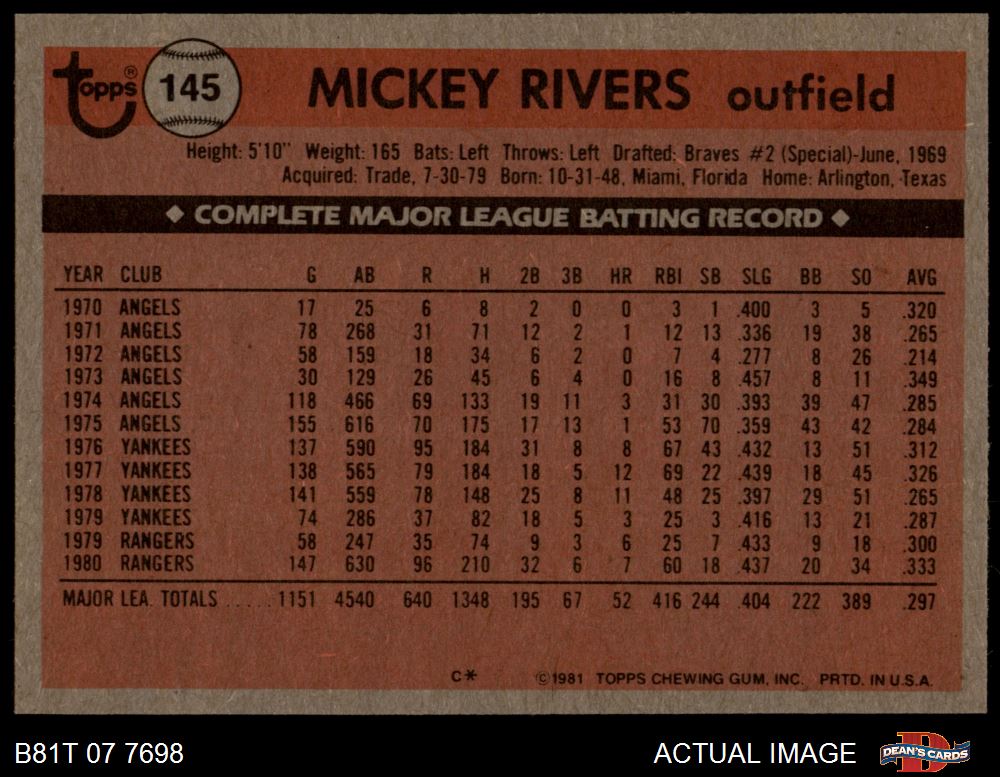 Topps® 145 MICKEY RIVERS outfield
Height: 5'10" Weight: 165 Bats: Left Throws: Left Drafted: Braves #2 (Special)-June, 1969
Acquired: Trade, 7-30-79 Born: 10-31-48, Miami, Florida Home: Arlington, Texas
◆ COMPLETE MAJOR LEAGUE BATTING RECORD ◆
YEAR CLUB G AB R H 2B 3B HR RBI SB SLG BB SO AVG
1970 ANGELS 17 25 6 8 2 0 0 3 1 .400 3 5 .320
1971 ANGELS 78 268 31 71 12 2 1 12 13 .336 19 38 .265
1972 ANGELS 58 159 18 34 6 2 0 7 4 .277 8 26 .214
1973 ANGELS 30 129 26 45 6 4 0 16 8 .457 8 11 .349
1974 ANGELS 118 466 69 133 19 11 3 31 30 .393 39 47 .285
1975 ANGELS 155 616 70 175 17 13 1 53 70 .359 43 42 .284
1976 YANKEES 137 590 95 184 31 8 8 67 43 .432 13 51 .312
1977 YANKEES 138 565 79 184 18 5 12 69 22 .439 18 45 .326
1978 YANKEES 141 559 78 148 25 8 11 48 25 .397 29 51 .265
1979 YANKEES 74 286 37 82 18 5 3 25 3 .416 13 21 .287
1979 RANGERS 58 247 35 74 9 3 6 25 7 .433 9 18 .300
1980 RANGERS 147 630 96 210 32 6 7 60 18 .437 20 34 .333
MAJOR LEA. TOTALS ..... 1151 4540 640 1348 195 67 52 416 244 .404 222 389 .297
C* ©1981 TOPPS CHEWING GUM, INC. PRTD. IN U.S.A.
B81T 07 7698 ACTUAL IMAGE DEAN'S CARDS